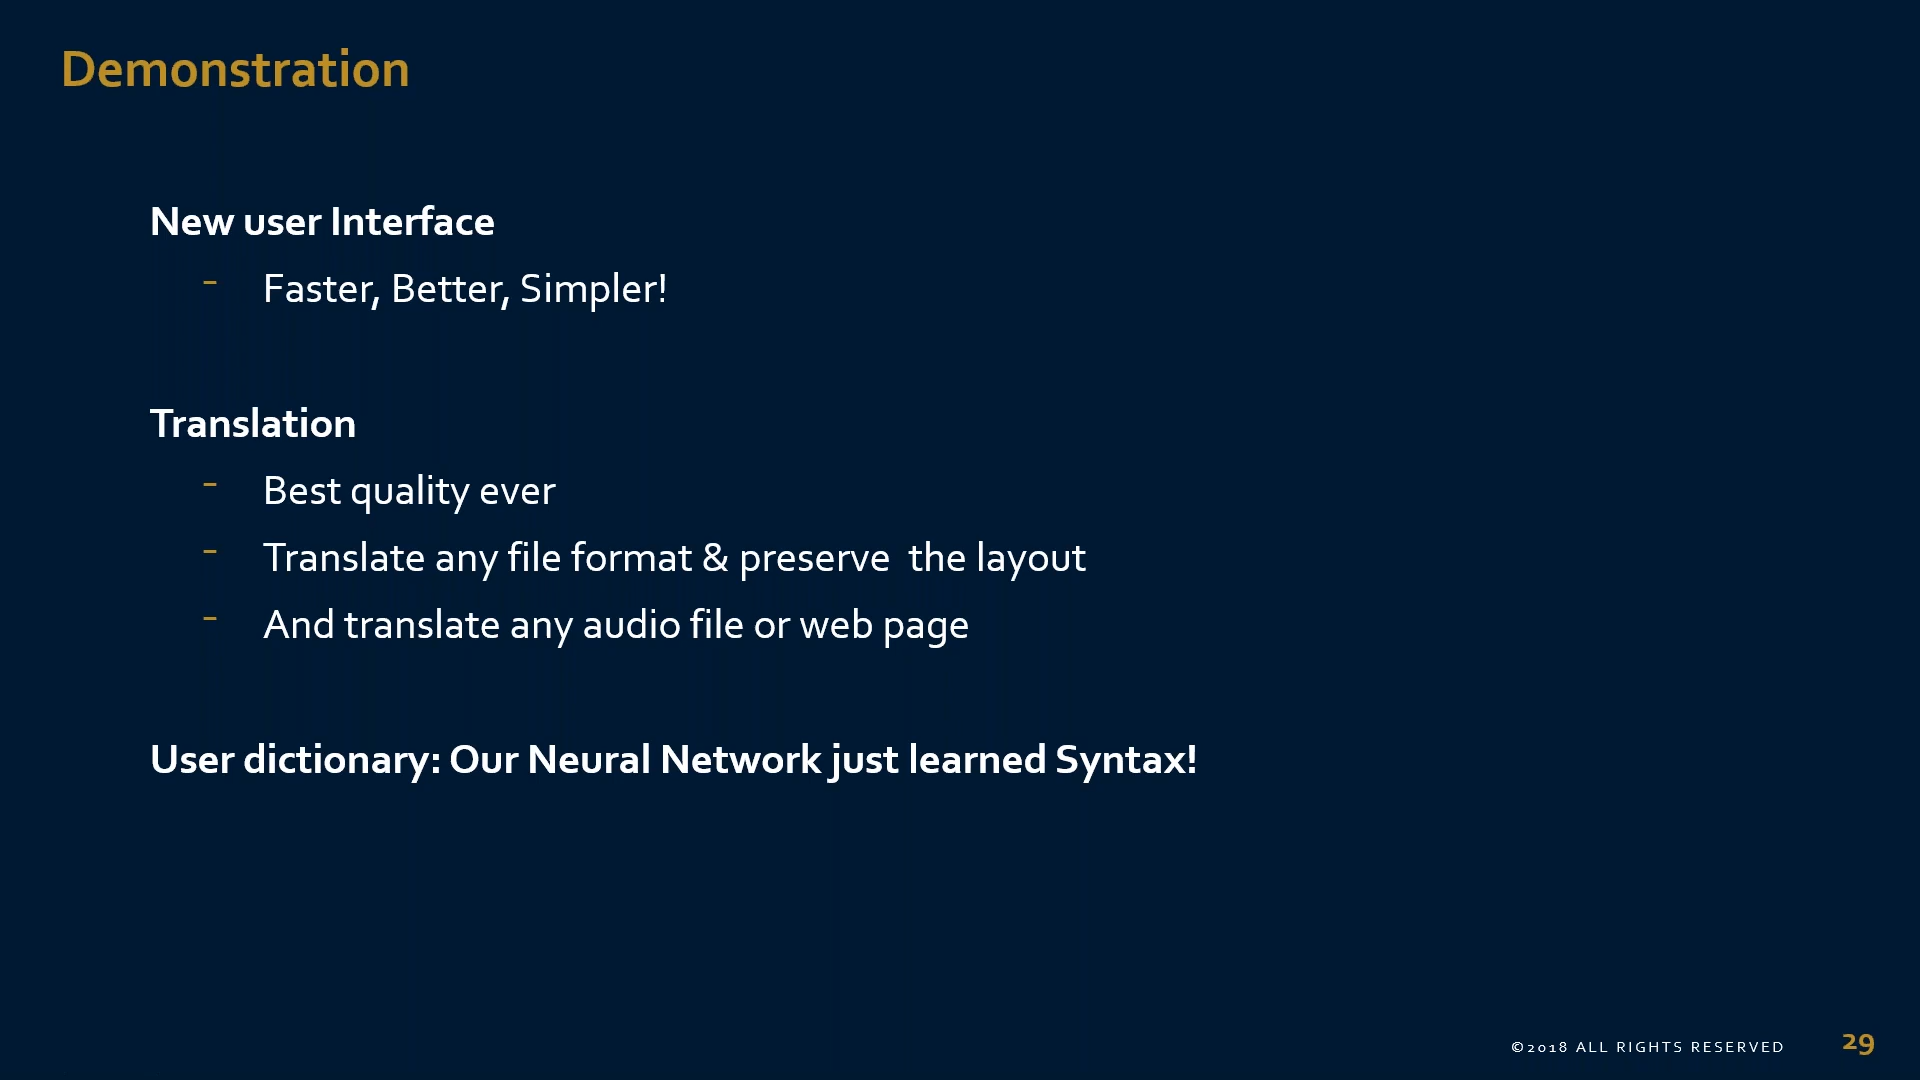 Demonstration
New user Interface
- Faster, Better, Simpler!
Translation
- Best quality ever
- Translate any file format & preserve  the layout
- And translate any audio file or web page
User dictionary: Our Neural Network just learned Syntax!
©2018 ALL RIGHTS RESERVED 29